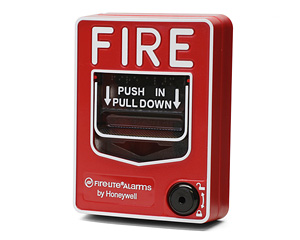 FIRE
PUSH IN
PULL DOWN
FIRE•LITE®ALARMS
by Honeywell